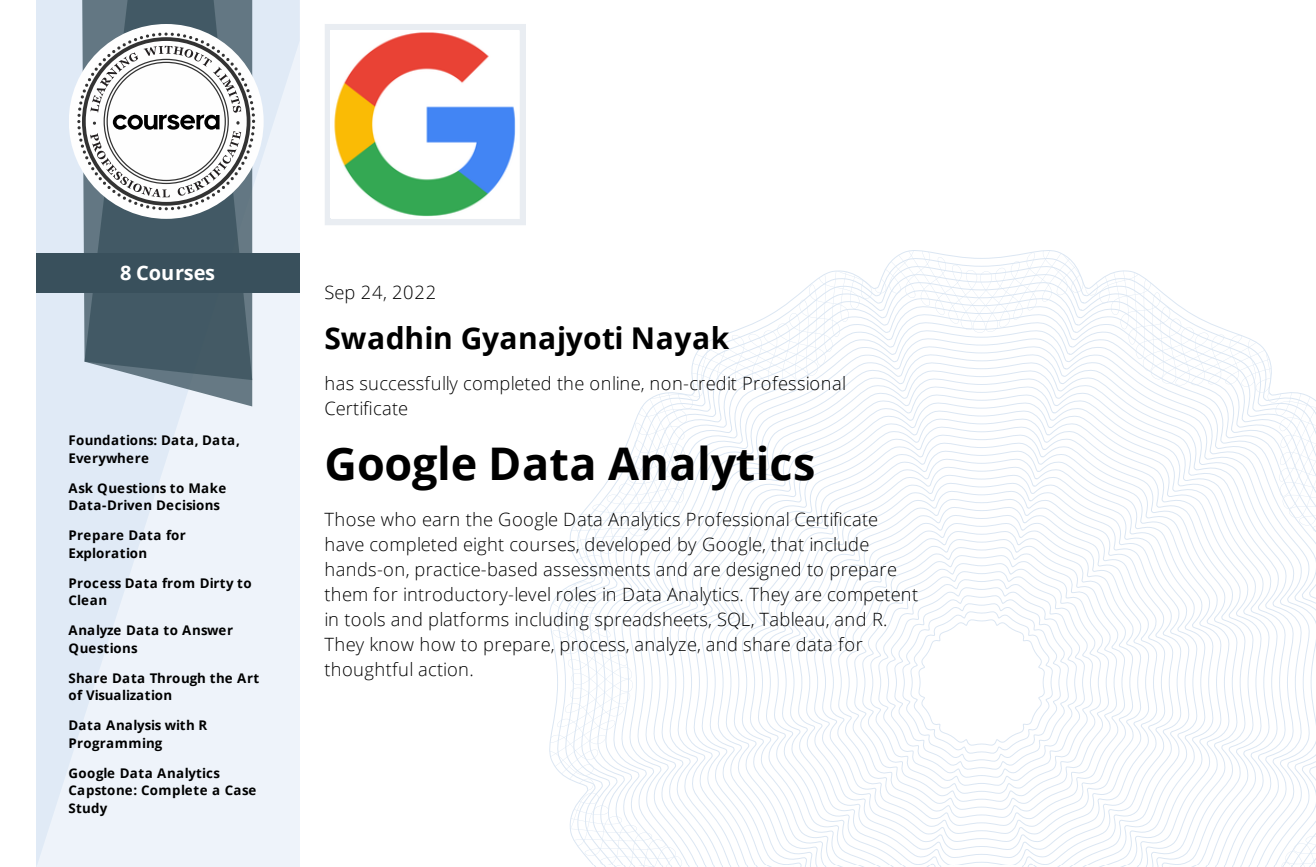 LEARNING WITHOUT LIMITS
coursera
PROFESSIONAL CERTIFICATE
8 Courses
Foundations: Data, Data,
Everywhere
Ask Questions to Make
Data-Driven Decisions
Prepare Data for
Exploration
Process Data from Dirty to
Clean
Analyze Data to Answer
Questions
Share Data Through the Art
of Visualization
Data Analysis with R
Programming
Google Data Analytics
Capstone: Complete a Case
Study
G
Sep 24, 2022
Swadhin Gyanajyoti Nayak
has successfully completed the online, non-credit Professional
Certificate
Google Data Analytics
Those who earn the Google Data Analytics Professional Certificate
have completed eight courses, developed by Google, that include
hands-on, practice-based assessments and are designed to prepare
them for introductory-level roles in Data Analytics. They are competent
in tools and platforms including spreadsheets, SQL, Tableau, and R.
They know how to prepare, process, analyze, and share data for
thoughtful action.